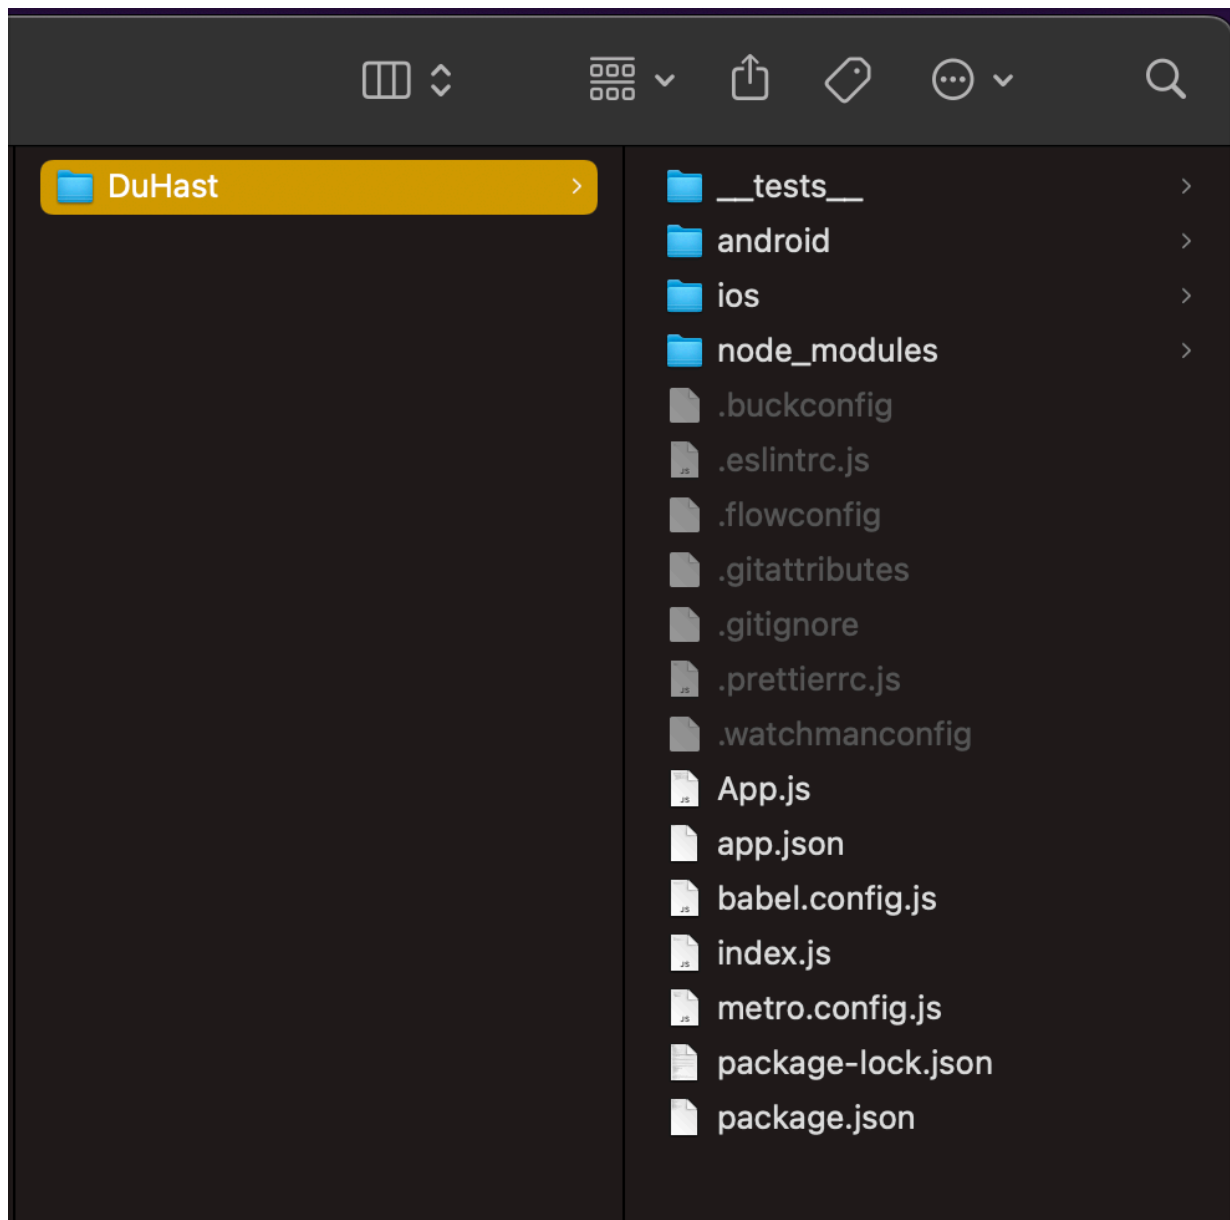 DuHast
__tests__
android
ios
node_modules
.buckconfig
.eslintrc.js
.flowconfig
.gitattributes
.gitignore
.prettierrc.js
.watchmanconfig
App.js
app.json
babel.config.js
index.js
metro.config.js
package-lock.json
package.json